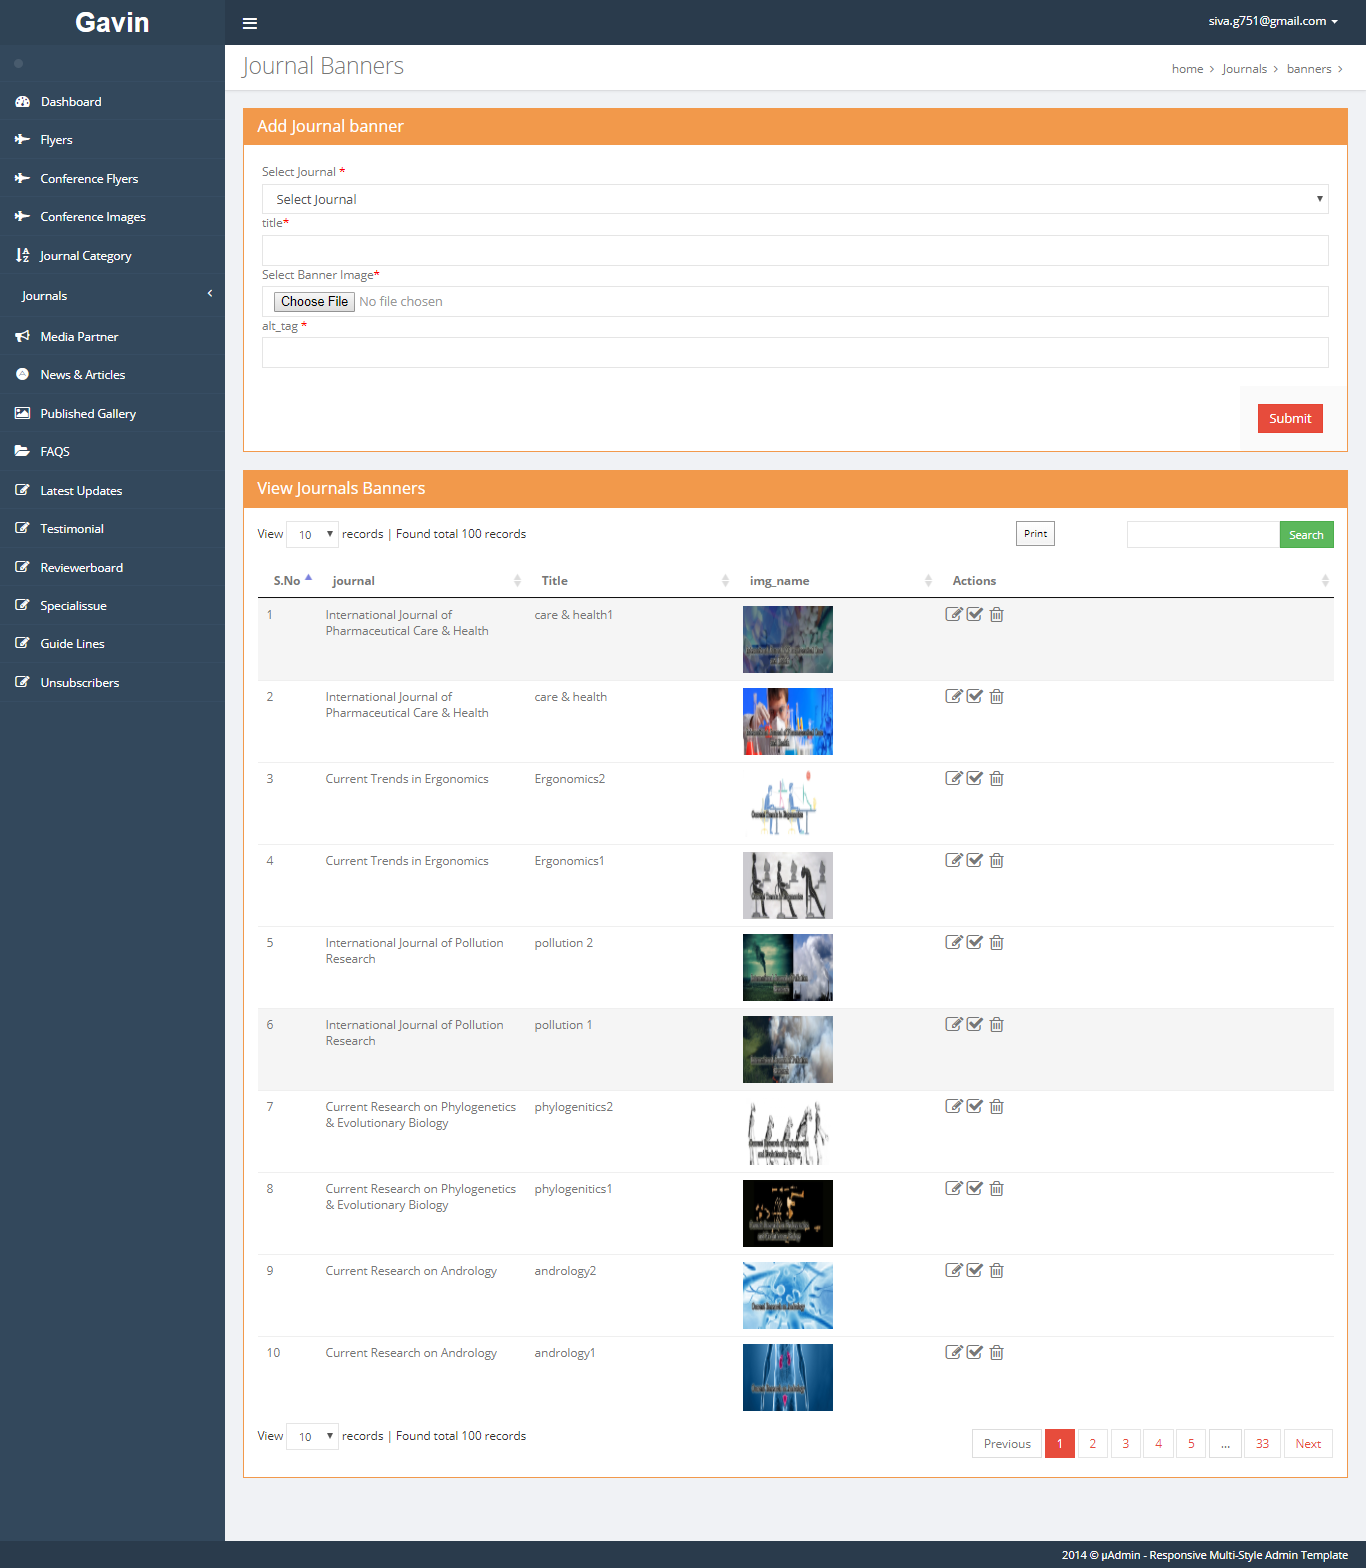 Gavin
siva.g751@gmail.com
Journal Banners
home > Journals > banners >
Dashboard
Flyers
Conference Flyers
Conference Images
Journal Category
Journals
Media Partner
News & Articles
Published Gallery
FAQS
Latest Updates
Testimonial
Reviewerboard
Specialissue
Guide Lines
Unsubscribers
Add Journal banner
Select Journal *
Select Journal
title*
Select Banner Image*
Choose File No file chosen
alt_tag *
Submit
View Journals Banners
View 10 records | Found total 100 records
Print
Search
S.No journal Title img_name Actions
1 International Journal of care & health1
Pharmaceutical Care & Health
2 International Journal of care & health
Pharmaceutical Care & Health
3 Current Trends in Ergonomics Ergonomics2
Current Trends in Ergonomics
4 Current Trends in Ergonomics Ergonomics1
5 International Journal of Pollution pollution 2
Research
6 International Journal of Pollution pollution 1
Research
7 Current Research on Phylogenetics phylogenitics2
& Evolutionary Biology
8 Current Research on Phylogenetics phylogenitics1
& Evolutionary Biology
9 Current Research on Andrology andrology2
10 Current Research on Andrology andrology1
View 10 records | Found total 100 records
Previous 1 2 3 4 5 ... 33 Next
2014 © µAdmin - Responsive Multi-Style Admin Template